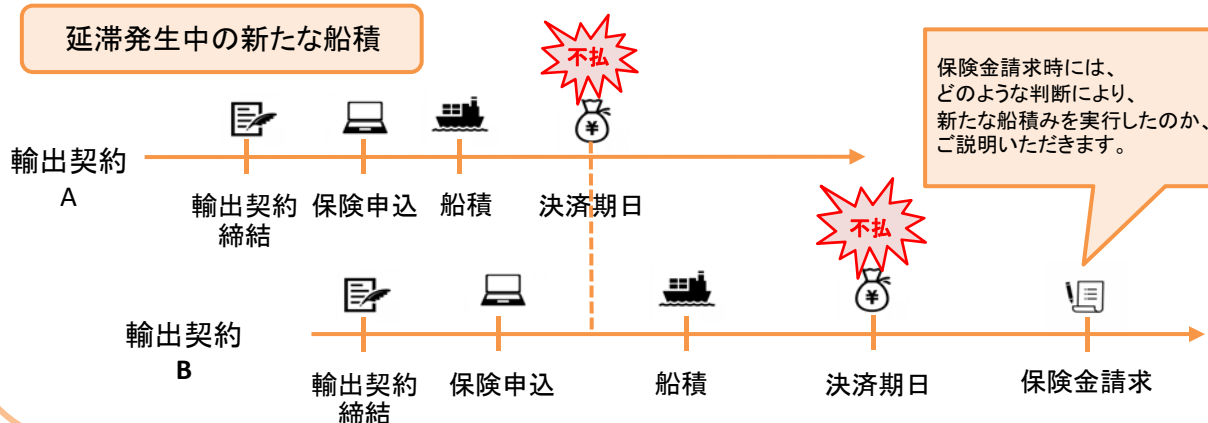 延滞発生中の新たな船積
不払
保険金請求時には、
どのような判断により、
新たな船積みを実行したのか、
ご説明いただきます。
¥
輸出契約
A
輸出契約
締結
保険申込
船積
決済期日
不払
¥
輸出契約
B
輸出契約
締結
保険申込
船積
決済期日
保険金請求